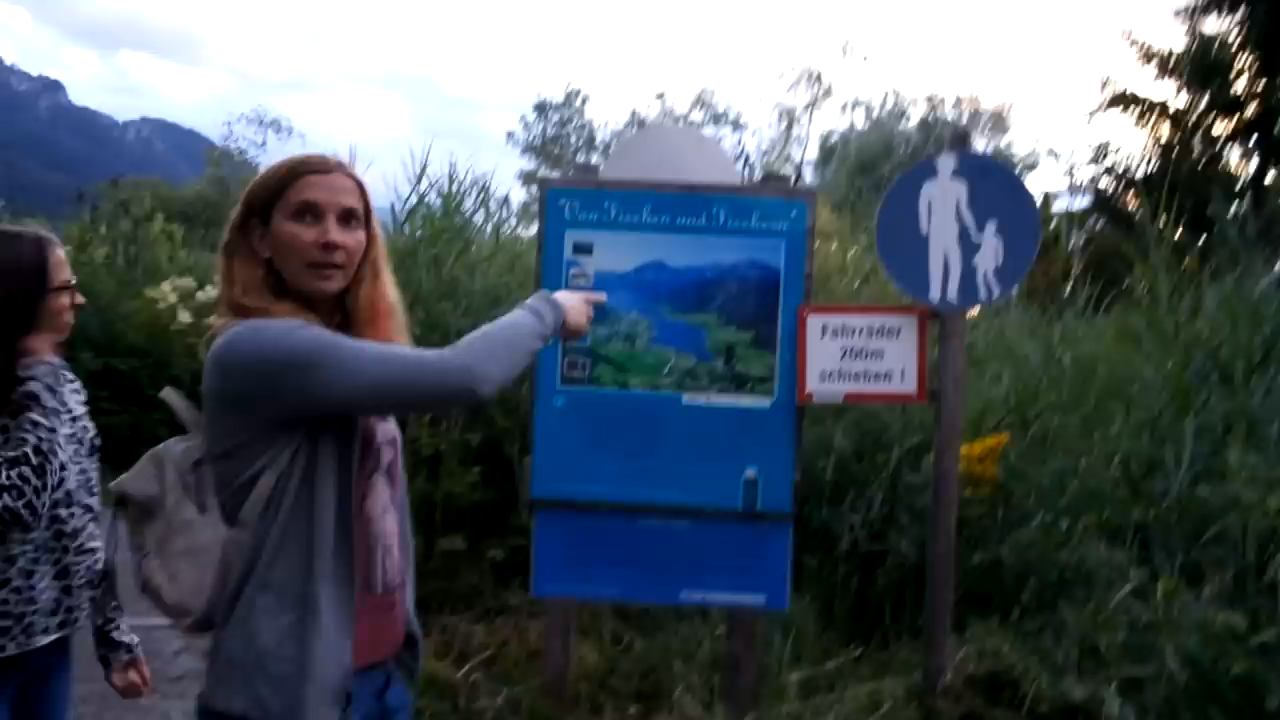 "Von Fischen und Fischern"
Fahrräder
200m
schieben !